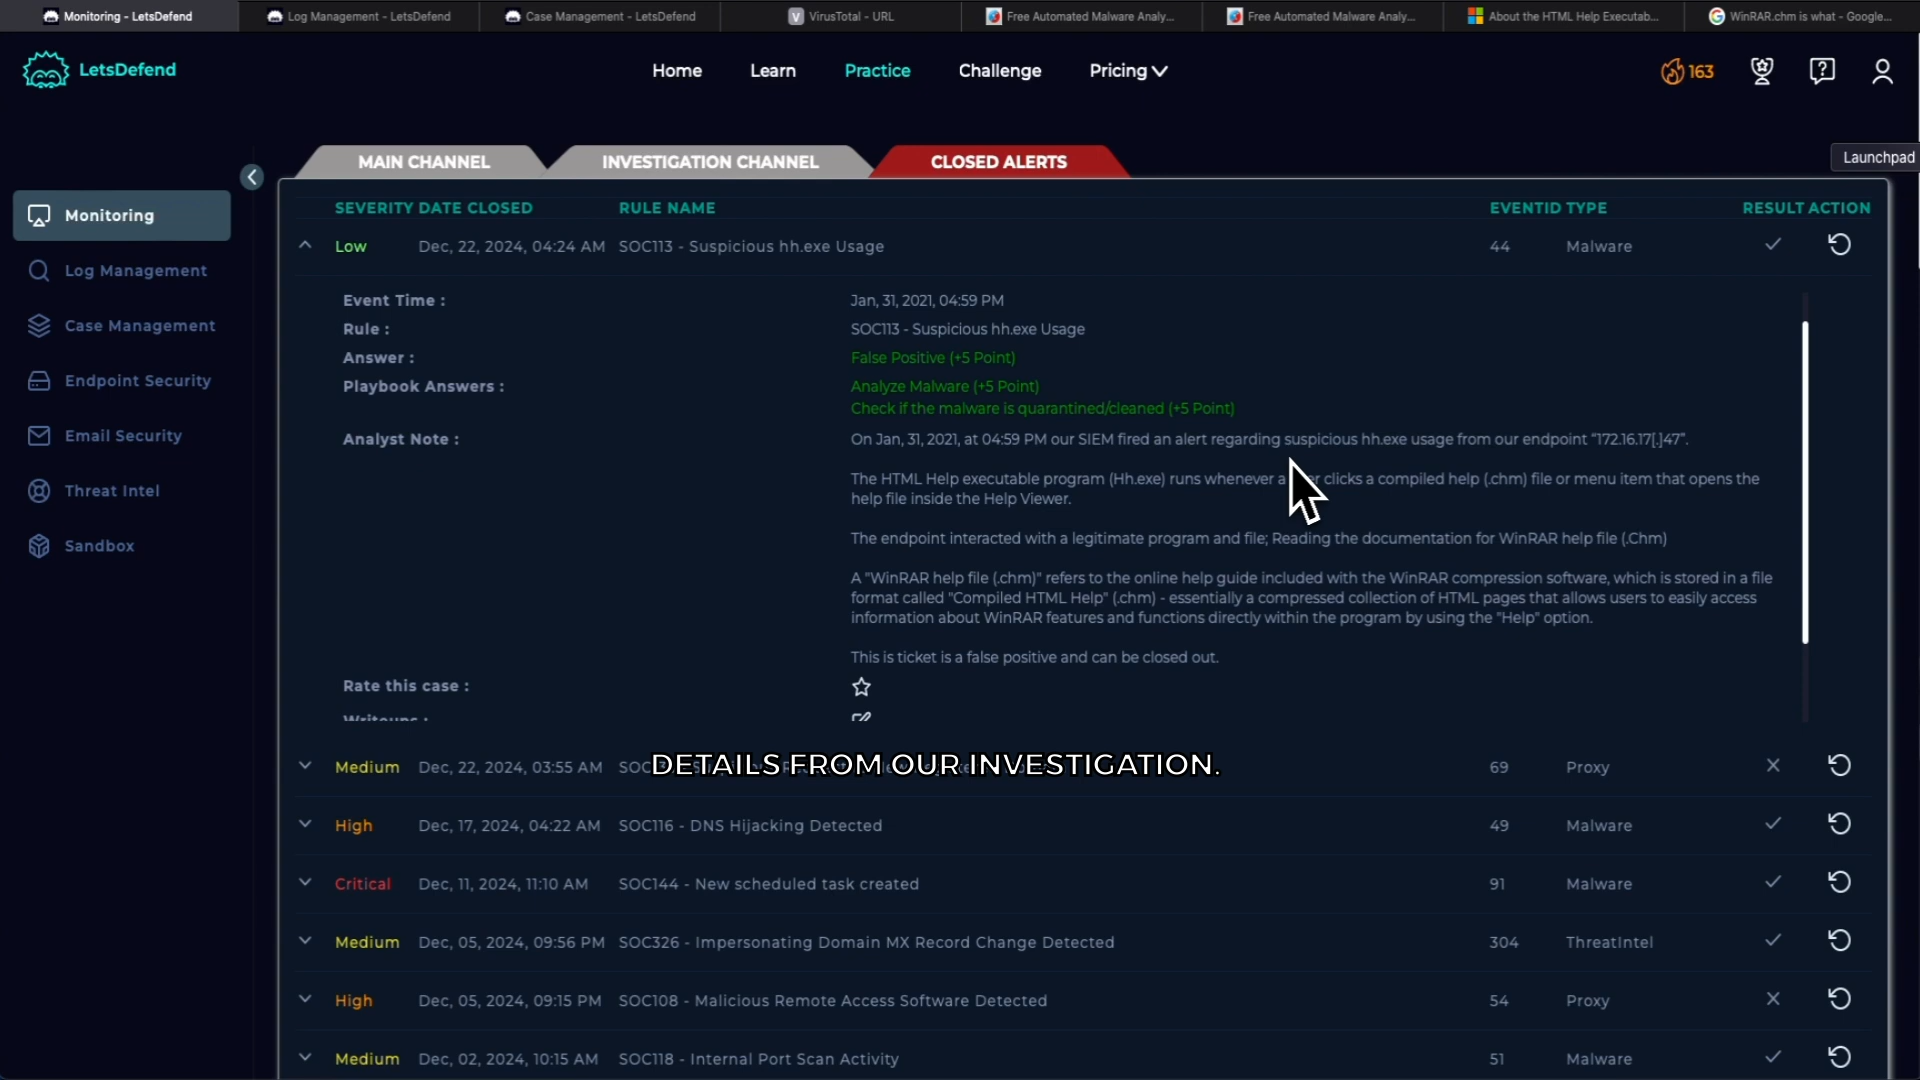 Monitoring - LetsDefend
Log Management - LetsDefend
Case Management - LetsDefend
VirusTotal - URL
Free Automated Malware Analy...
Free Automated Malware Analy...
About the HTML Help Executab...
WinRAR.chm is what - Google...
LetsDefend
Home
Learn
Practice
Challenge
Pricing
163
Launchpad
MAIN CHANNEL
INVESTIGATION CHANNEL
CLOSED ALERTS
Monitoring
Log Management
Case Management
Endpoint Security
Email Security
Threat Intel
Sandbox
SEVERITY DATE CLOSED RULE NAME EVENTID TYPE RESULT ACTION
Low Dec, 22, 2024, 04:24 AM SOC113 - Suspicious hh.exe Usage 44 Malware
Event Time : Jan, 31, 2021, 04:59 PM
Rule : SOC113 - Suspicious hh.exe Usage
Answer : False Positive (+5 Point)
Playbook Answers : Analyze Malware (+5 Point)
Check if the malware is quarantined/cleaned (+5 Point)
Analyst Note : On Jan, 31, 2021, at 04:59 PM our SIEM fired an alert regarding suspicious hh.exe usage from our endpoint “172.16.17[.]47”.
The HTML Help executable program (Hh.exe) runs whenever a clicks a compiled help (.chm) file or menu item that opens the
help file inside the Help Viewer.
The endpoint interacted with a legitimate program and file; Reading the documentation for WinRAR help file (.Chm)
A "WinRAR help file (.chm)" refers to the online help guide included with the WinRAR compression software, which is stored in a file
format called "Compiled HTML Help" (.chm) - essentially a compressed collection of HTML pages that allows users to easily access
information about WinRAR features and functions directly within the program by using the "Help" option.
This is ticket is a false positive and can be closed out.
Rate this case :
Writeups :
DETAILS FROM OUR INVESTIGATION.
Medium Dec, 22, 2024, 03:55 AM 69 Proxy
High Dec, 17, 2024, 04:22 AM SOC116 - DNS Hijacking Detected 49 Malware
Critical Dec, 11, 2024, 11:10 AM SOC144 - New scheduled task created 91 Malware
Medium Dec, 05, 2024, 09:56 PM SOC326 - Impersonating Domain MX Record Change Detected 304 ThreatIntel
High Dec, 05, 2024, 09:15 PM SOC108 - Malicious Remote Access Software Detected 54 Proxy
Medium Dec, 02, 2024, 10:15 AM SOC118 - Internal Port Scan Activity 51 Malware